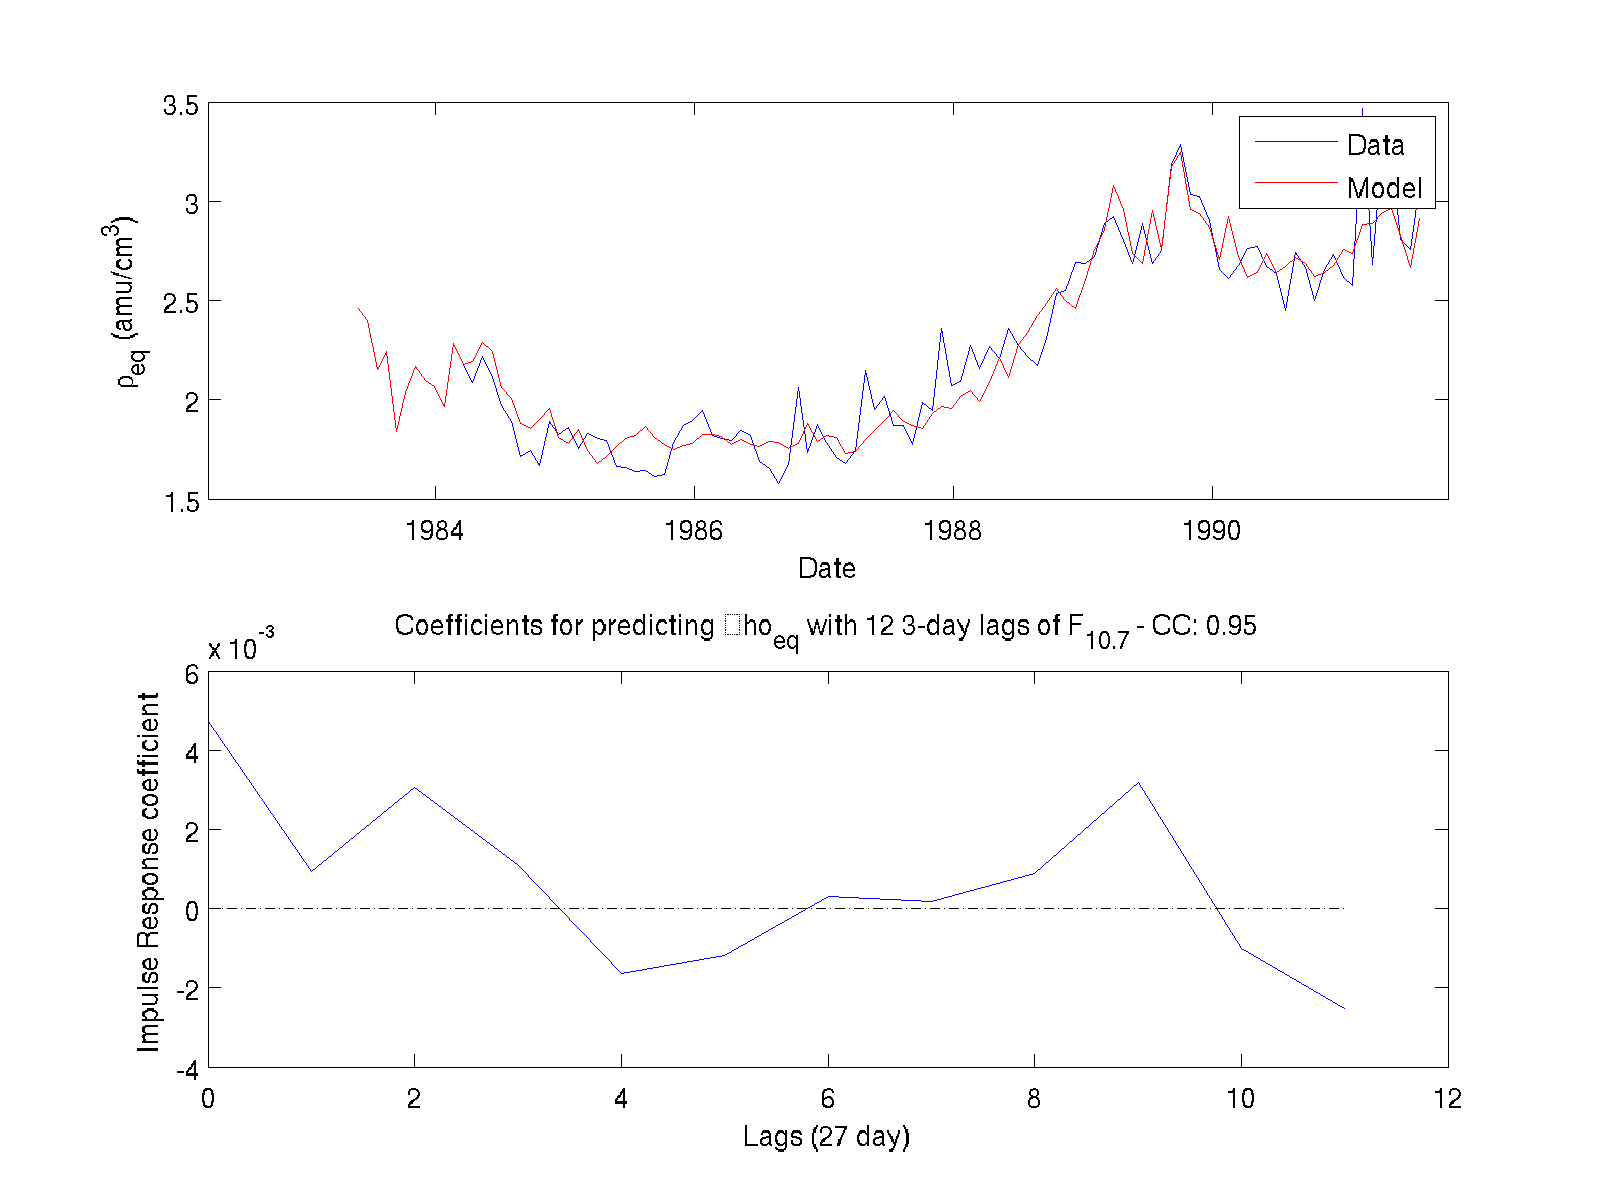 3.5
3
2.5
2
1.5
ρeq (amu/cm3)
Data
Model
1984 1986 1988 1990
Date
Coefficients for predicting □hoeq with 12 3-day lags of F10.7 - CC: 0.95
x 10-3
6
4
2
0
-2
-4
Impulse Response coefficient
0 2 4 6 8 10 12
Lags (27 day)